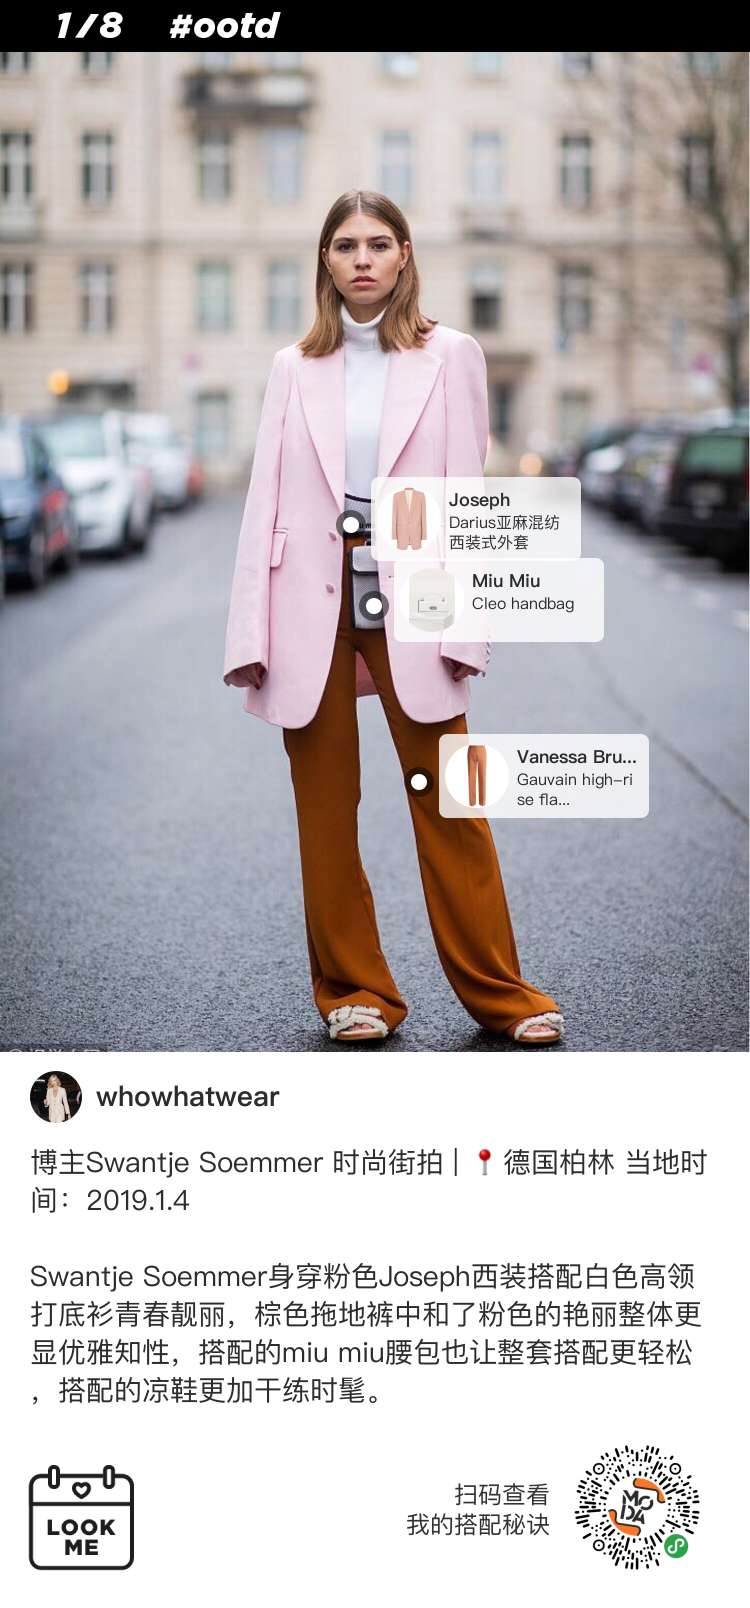 1/8 #ootd
Joseph
Darius亚麻混纺
西装式外套
Miu Miu
Cleo handbag
Vanessa Bru...
Gauvain high-ri
se fla...
whowhatwear
博主Swantje Soemmer 时尚街拍 | 📍德国柏林 当地时
间：2019.1.4
Swantje Soemmer身穿粉色Joseph西装搭配白色高领
打底衫青春靓丽，棕色拖地裤中和了粉色的艳丽整体更
显优雅知性，搭配的miu miu腰包也让整套搭配更轻松
，搭配的凉鞋更加干练时髦。
LOOK
ME
扫码查看
我的搭配秘诀
MODA